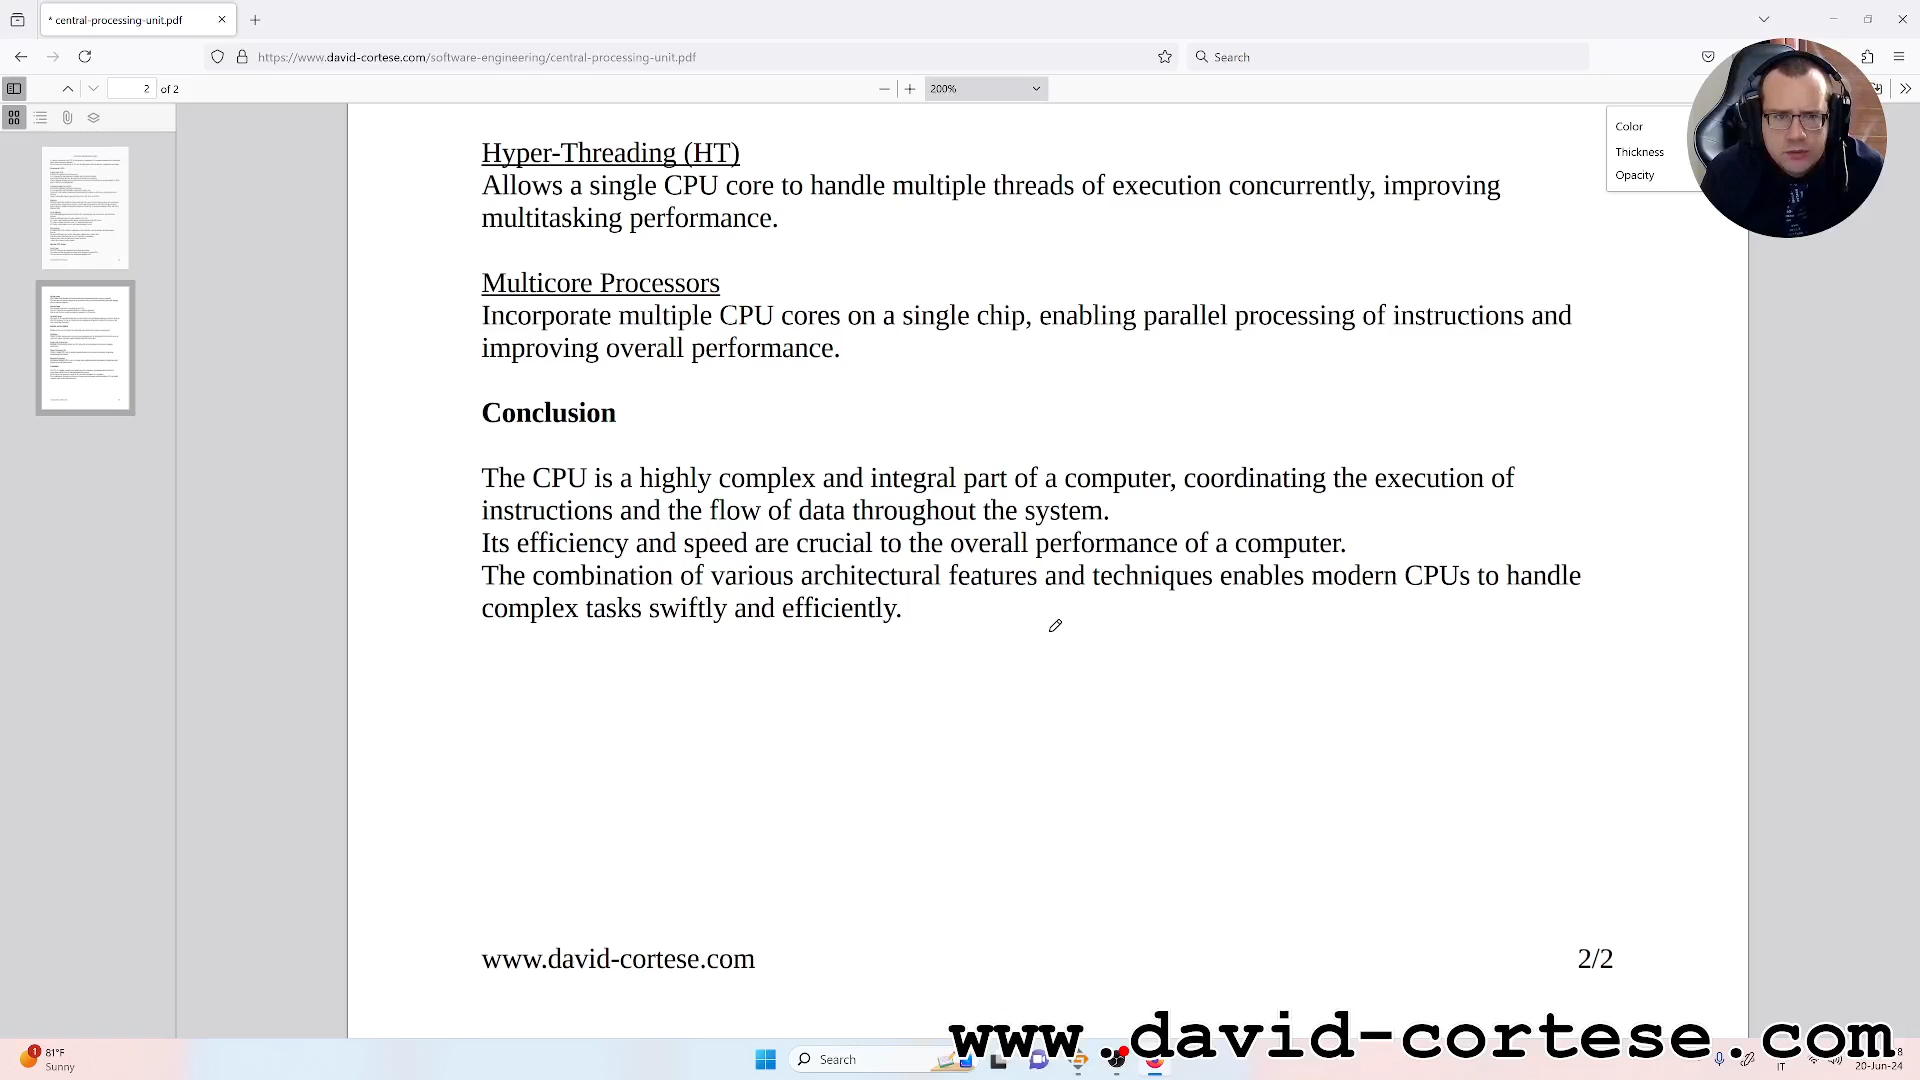 * central-processing-unit.pdf
https://www.david-cortese.com/software-engineering/central-processing-unit.pdf
Search
2 of 2
200%
Color
Thickness
Opacity
Hyper-Threading (HT)
Allows a single CPU core to handle multiple threads of execution concurrently, improving
multitasking performance.
Multicore Processors
Incorporate multiple CPU cores on a single chip, enabling parallel processing of instructions and
improving overall performance.
Conclusion
The CPU is a highly complex and integral part of a computer, coordinating the execution of
instructions and the flow of data throughout the system.
Its efficiency and speed are crucial to the overall performance of a computer.
The combination of various architectural features and techniques enables modern CPUs to handle
complex tasks swiftly and efficiently.
www.david-cortese.com
2/2
www.david-cortese.com
1
81°F
Sunny
Search
IT
20-Jun-24